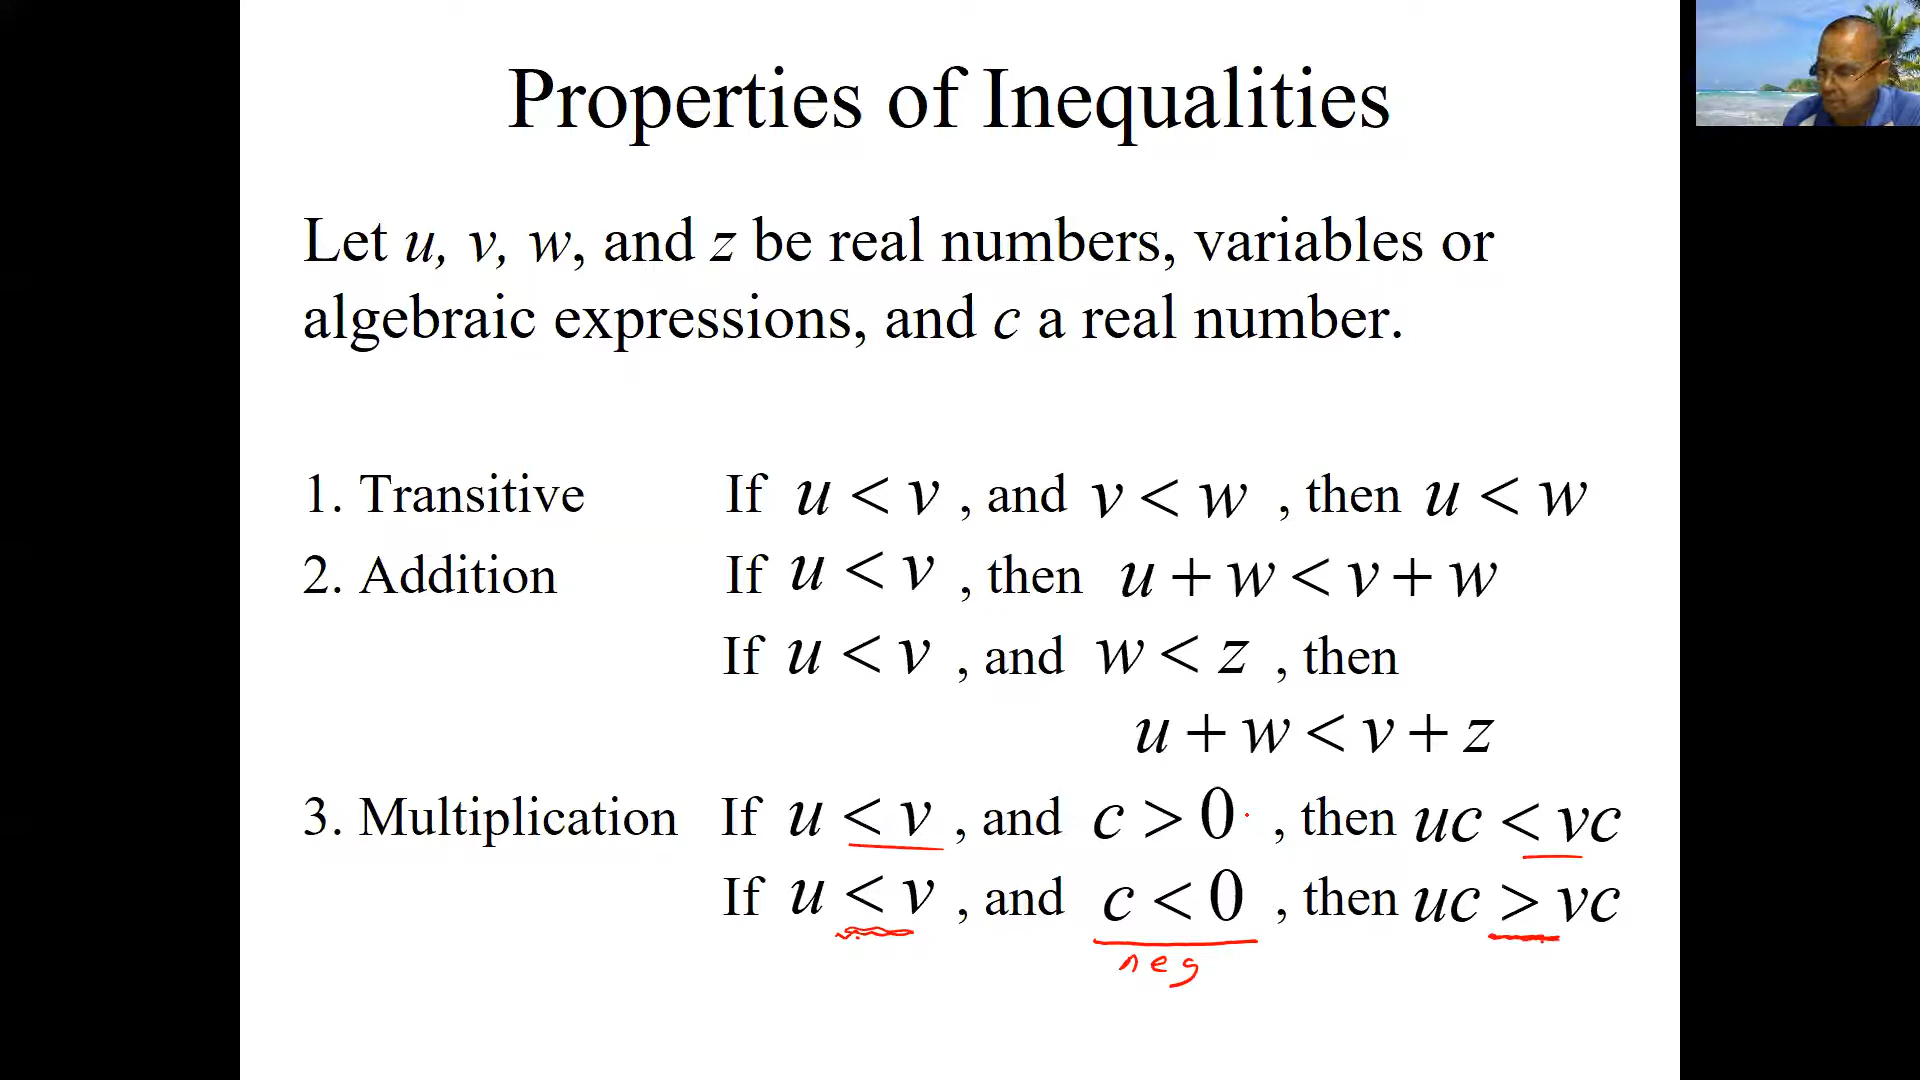 Properties of Inequalities
Let u, v, w, and z be real numbers, variables or
algebraic expressions, and c a real number.
1. Transitive If u < v , and v < w , then u < w
2. Addition If u < v , then u + w < v + w
If u < v , and w < z , then
u + w < v + z
3. Multiplication If u < v , and c > 0 , then uc < vc
If u < v , and c < 0 , then uc > vc
neg